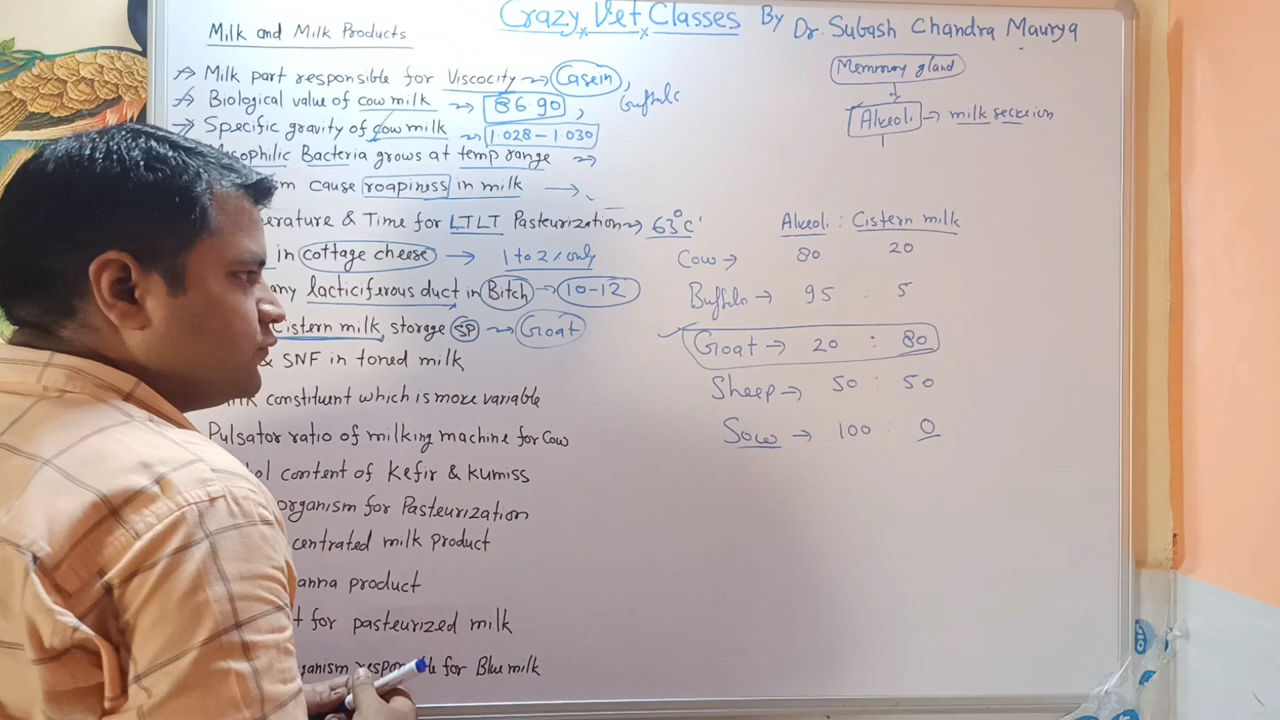 Crazy Vet Classes By Dr. Subash Chandra Maurya
Milk and Milk Products
Milk part responsible for Viscocity → Casein,
Biological value of cow milk → 86.90, Buffalo
Specific gravity of cow milk → 1.028 – 1.030
Bacteria grows at temp range →
cause roapiness in milk →
& Time for LTLT Pasteurization → 63°C
in cottage cheese → 1 to 2% only
lacticiferous duct in Bitch → 10-12
Cistern milk, storage SP → Goat
& SNF in toned milk
constituent which is more variable
Pulsator ratio of milking machine for Cow
content of Kefir & Kumiss
organism for Pasteurization
milk product
product
for pasteurized milk
for Blue milk
Memmory gland
Alveoli → milk secreion
Alveoli : Cistern milk
Cow → 80 20
Buffalo → 95 : 5
Goat → 20 : 80
Sheep → 50 : 50
Sow → 100 : 0